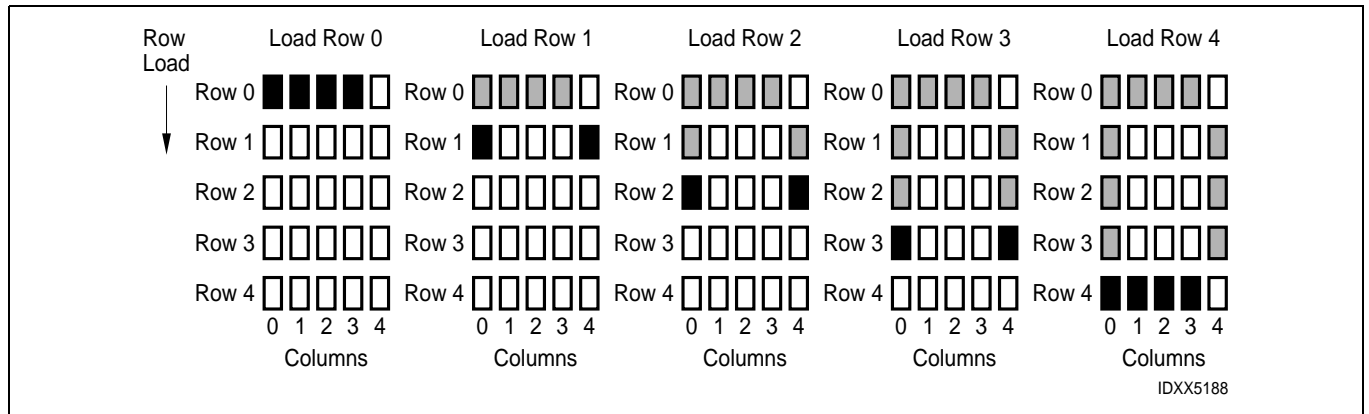 Row Load
Load Row 0 Load Row 1 Load Row 2 Load Row 3 Load Row 4
Row 0 Row 0 Row 0 Row 0 Row 0
Row 1 Row 1 Row 1 Row 1 Row 1
Row 2 Row 2 Row 2 Row 2 Row 2
Row 3 Row 3 Row 3 Row 3 Row 3
Row 4 Row 4 Row 4 Row 4 Row 4
0 1 2 3 4 0 1 2 3 4 0 1 2 3 4 0 1 2 3 4 0 1 2 3 4
Columns Columns Columns Columns Columns
IDXX5188